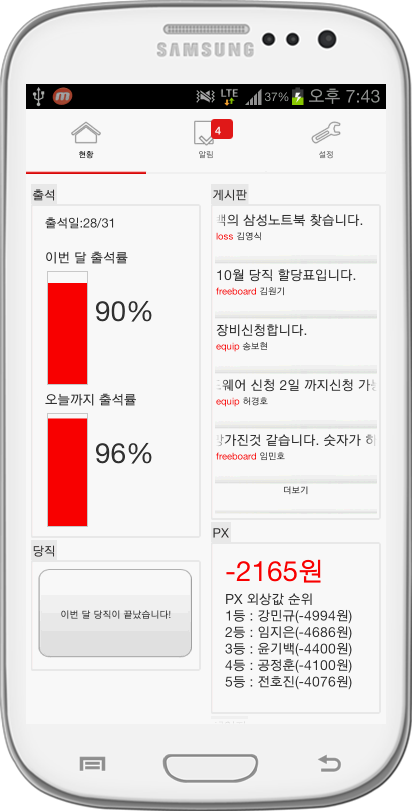 SAMSUNG
LTE 37% 오후 7:43
4
현황 알림 설정
출석
출석일:28/31
이번 달 출석률
90%
오늘까지 출석률
96%
당직
이번 달 당직이 끝났습니다!
게시판
백의 삼성노트북 찾습니다.
loss 김영식
10월 당직 할당표입니다.
freeboard 김원기
장비신청합니다.
equip 송보현
웨어 신청 2일 까지신청 가능
equip 허경호
가진것 같습니다. 숫자가 하
freeboard 임민호
더보기
PX
-2165원
PX 외상값 순위
1등 : 강민규(-4994원)
2등 : 임지은(-4686원)
3등 : 윤기백(-4400원)
4등 : 공정훈(-4100원)
5등 : 전호진(-4076원)